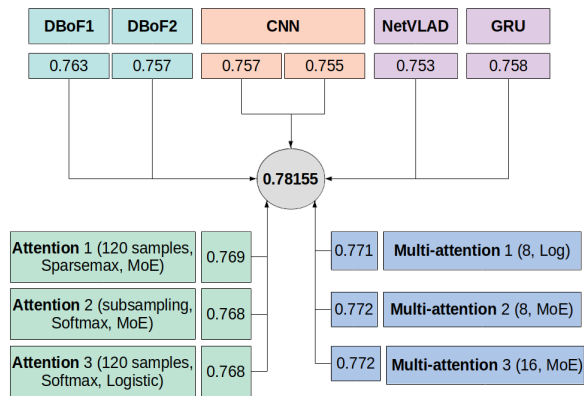 DBoF1 DBoF2 CNN NetVLAD GRU
0.763 0.757 0.757 0.755 0.753 0.758
0.78155
Attention 1 (120 samples,
Sparsemax, MoE)
0.769
Attention 2 (subsampling,
Softmax, MoE)
0.768
Attention 3 (120 samples,
Softmax, Logistic)
0.768
0.771
Multi-attention 1 (8, Log)
0.772
Multi-attention 2 (8, MoE)
0.772
Multi-attention 3 (16, MoE)